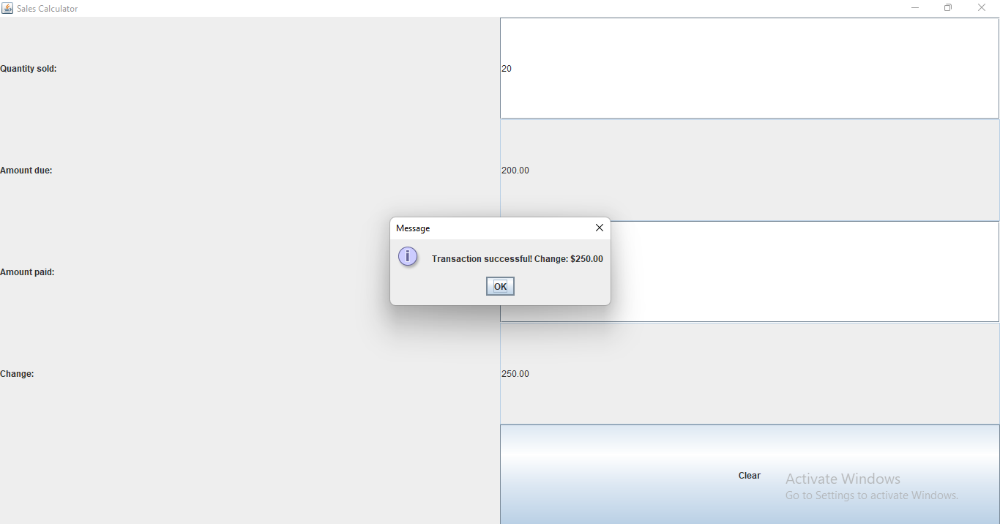 Sales Calculator
Quantity sold:
20
Amount due:
200.00
Message
Transaction successful! Change: $250.00
OK
Amount paid:
Change:
250.00
Clear
Activate Windows
Go to Settings to activate Windows.